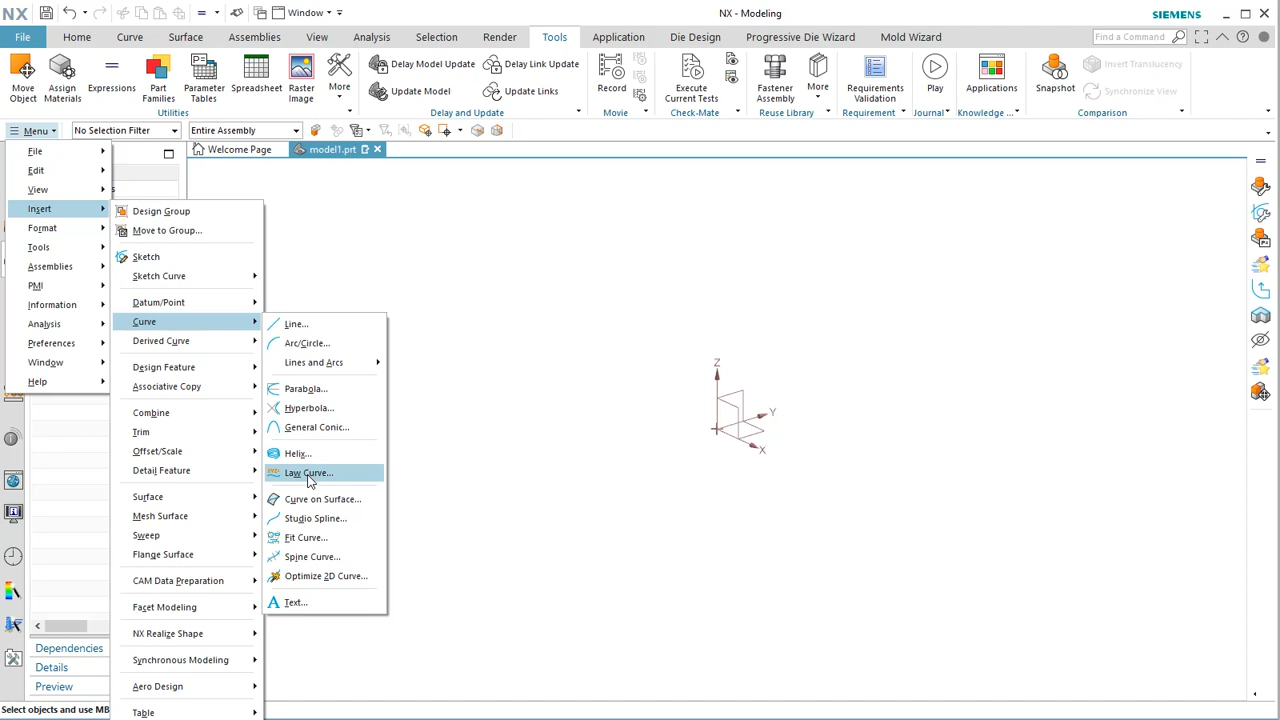 NX Window NX - Modeling SIEMENS
File Home Curve Surface Assemblies View Analysis Selection Render Tools Application Die Design Progressive Die Wizard Mold Wizard Find a Command
Move Object
Assign Materials
Expressions
Part Families
Parameter Tables
Spreadsheet
Raster Image
More
Delay Model Update
Delay Link Update
Update Model
Update Links
Record
Execute Current Tests
Fastener Assembly
More
Requirements Validation
Play
Applications
Snapshot
Invert Translucency
Synchronize View
Utilities Delay and Update Movie Check-Mate Reuse Library Requirement Journal Knowledge ... Comparison
Menu No Selection Filter Entire Assembly
Welcome Page model1.prt
File
Edit
View
Insert
Format
Tools
Assemblies
PMI
Information
Analysis
Preferences
Window
Help
Design Group
Move to Group...
Sketch
Sketch Curve
Datum/Point
Curve
Derived Curve
Design Feature
Associative Copy
Combine
Trim
Offset/Scale
Detail Feature
Surface
Mesh Surface
Sweep
Flange Surface
CAM Data Preparation
Facet Modeling
NX Realize Shape
Synchronous Modeling
Aero Design
Table
Line...
Arc/Circle...
Lines and Arcs
Parabola...
Hyperbola...
General Conic...
Helix...
Law Curve...
Curve on Surface...
Studio Spline...
Fit Curve...
Spine Curve...
Optimize 2D Curve...
Text...
Z
Y
X
Dependencies
Details
Preview
Select objects and use MB